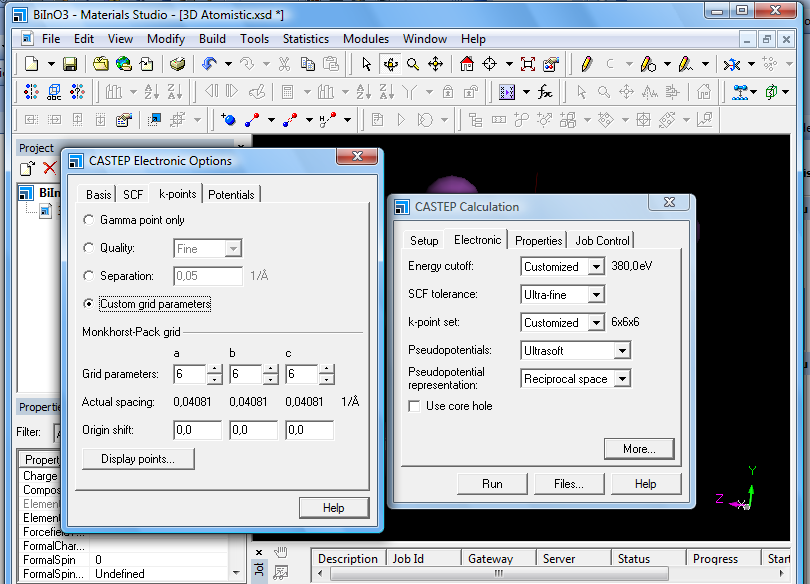 BiInO3 - Materials Studio - [3D Atomistic.xsd *]
File Edit View Modify Build Tools Statistics Modules Window Help
Project
BiIn
CASTEP Electronic Options
Basis SCF k-points Potentials
Gamma point only
Quality: Fine
Separation: 0,05 1/Å
Custom grid parameters
Monkhorst-Pack grid
a b c
Grid parameters: 6 6 6
Actual spacing: 0,04081 0,04081 0,04081 1/Å
Origin shift: 0,0 0,0 0,0
Display points...
Help
CASTEP Calculation
Setup Electronic Properties Job Control
Energy cutoff: Customized 380,0eV
SCF tolerance: Ultra-fine
k-point set: Customized 6x6x6
Pseudopotentials: Ultrasoft
Pseudopotential
representation: Reciprocal space
Use core hole
More...
Run Files... Help
Y
Z X
Propertie
Filter:
Propert
Charge
Compos
Element
Element
Forcefield
FormalChar...
FormalSpin 0
FormalSpin... Undefined
Job
Description Job Id Gateway Server Status Progress Start